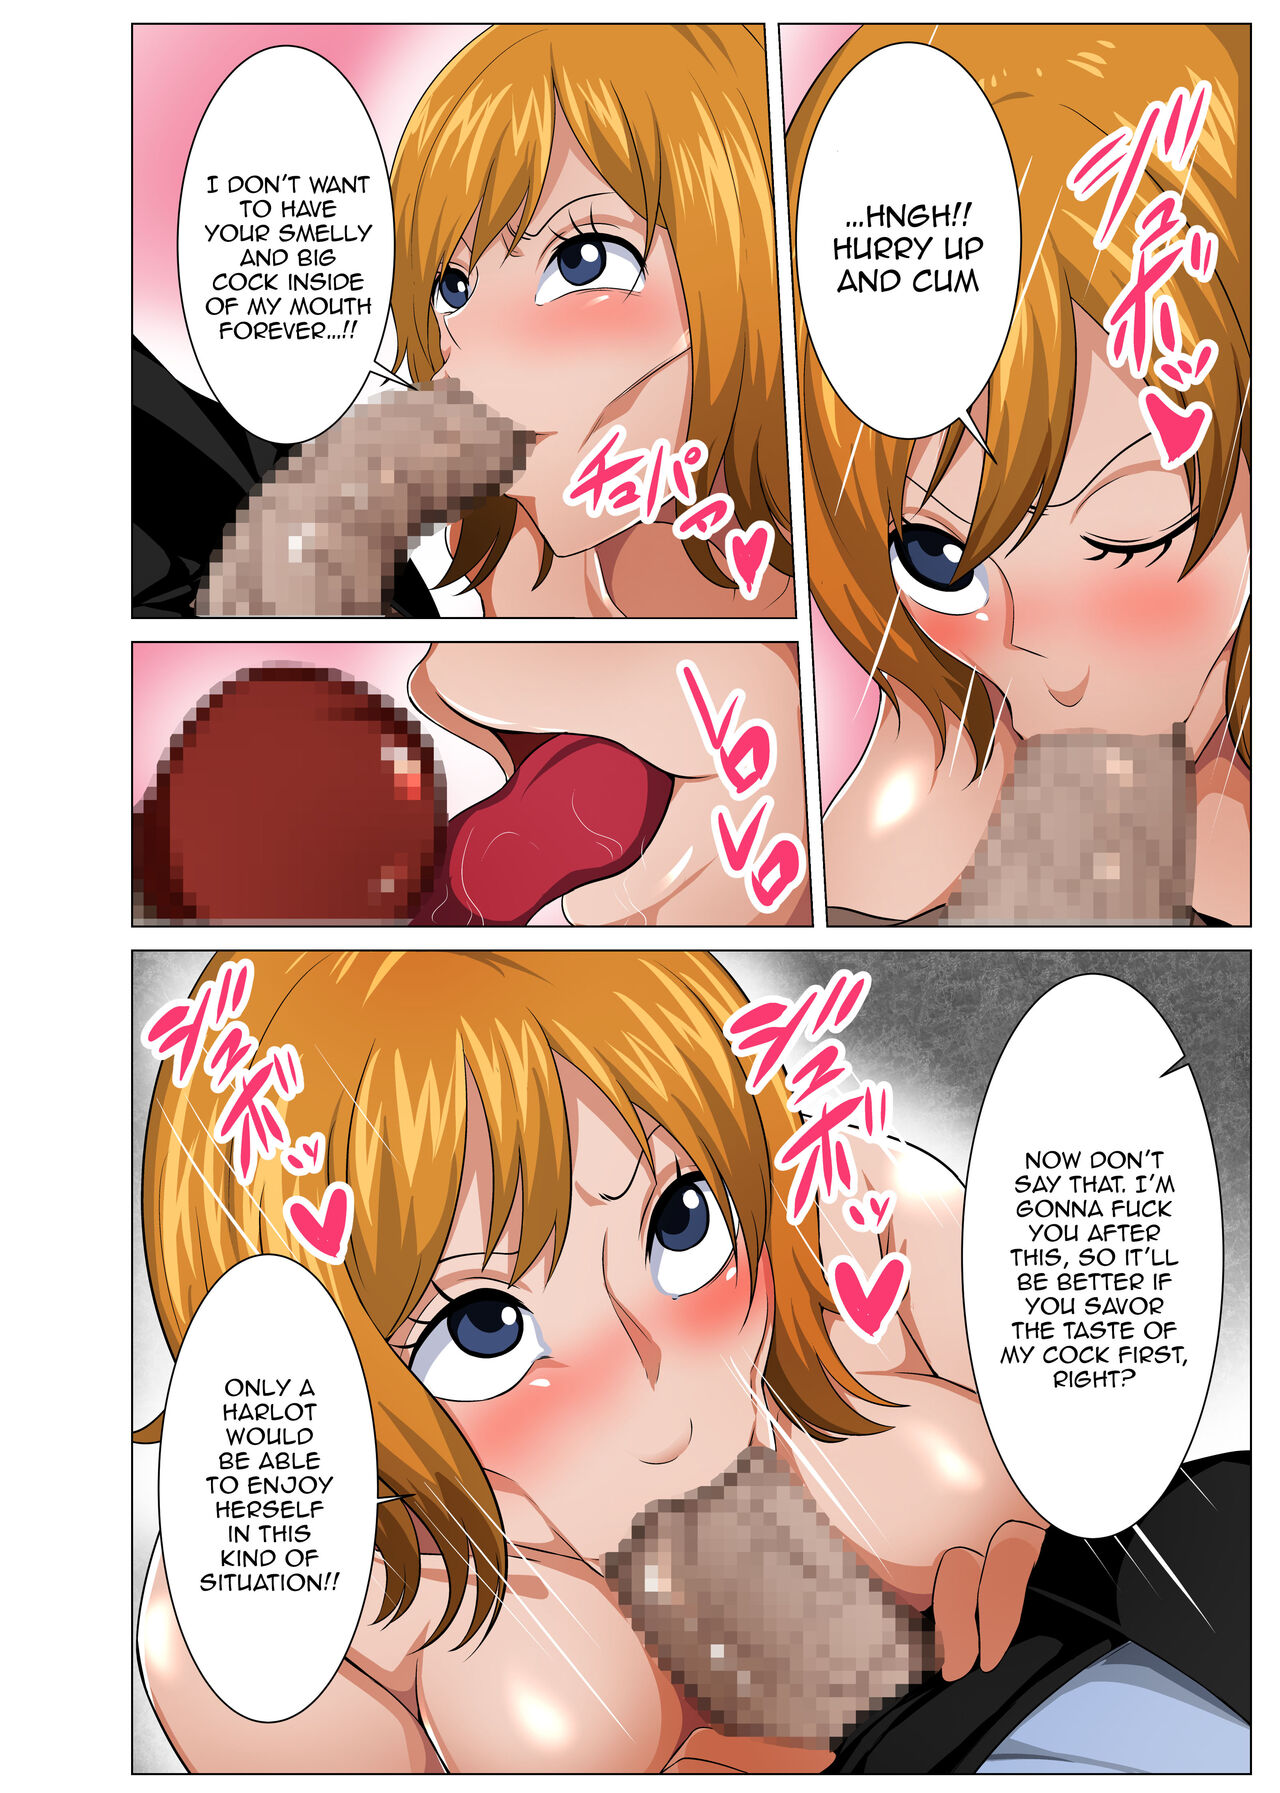 ...HNGH!!
HURRY UP
AND CUM
ジュボッ
I DON'T WANT
TO HAVE
YOUR SMELLY
AND BIG
COCK INSIDE
OF MY MOUTH
FOREVER...!!
チュパァ
レロ
レロ
NOW DON'T
SAY THAT. I'M
GONNA FUCK
YOU AFTER
THIS, SO IT'LL
BE BETTER IF
YOU SAVOR
THE TASTE OF
MY COCK FIRST,
RIGHT?
ジュボッ
ジュボッ
ONLY A
HARLOT
WOULD
BE ABLE
TO ENJOY
HERSELF
IN THIS
KIND OF
SITUATION!!